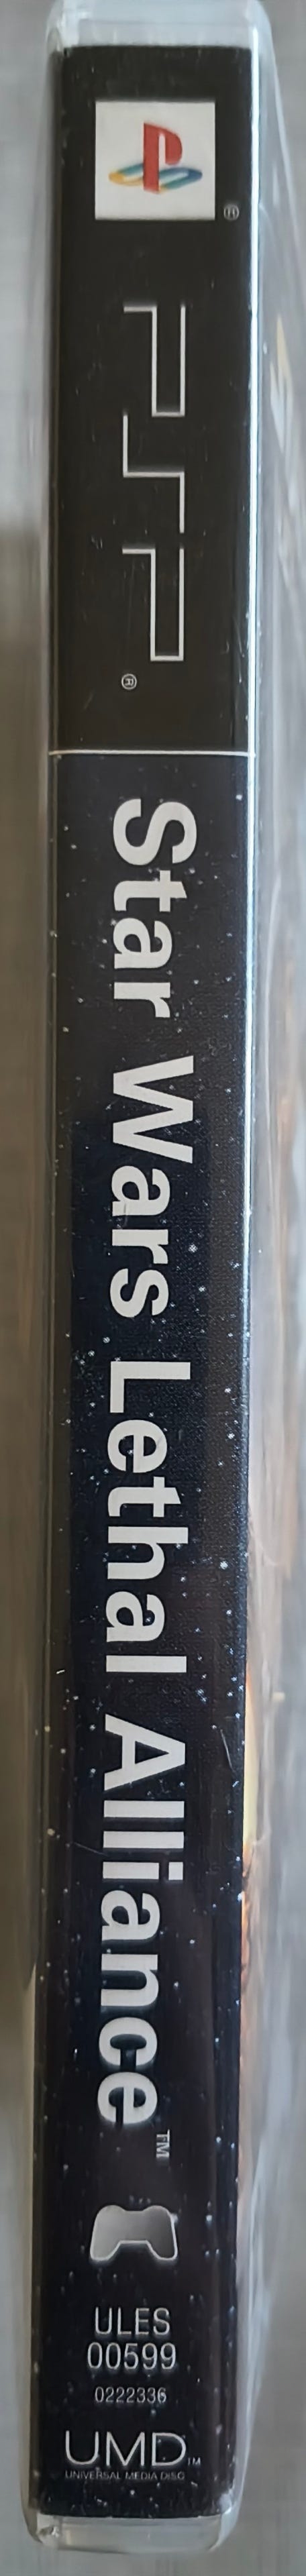 ®
PSP®
Star Wars Lethal Alliance™
ULES
00599
0222336
UMD™
UNIVERSAL MEDIA DISC